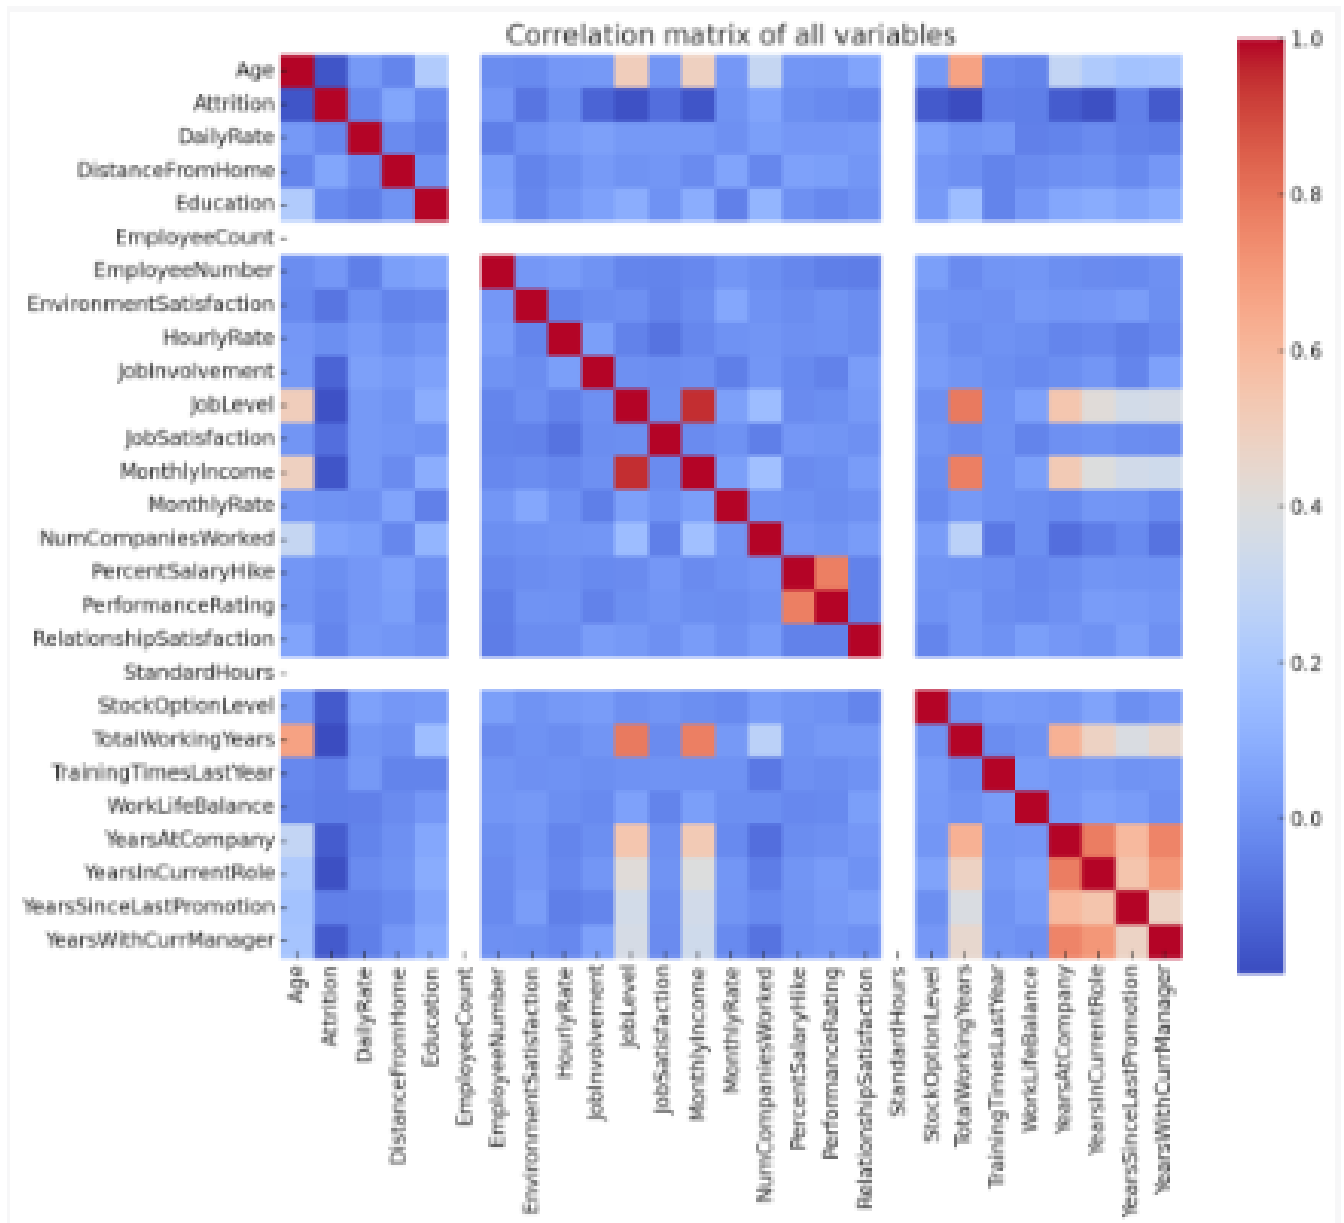 Correlation matrix of all variables
Age
Attrition
DailyRate
DistanceFromHome
Education
EmployeeCount
EmployeeNumber
EnvironmentSatisfaction
HourlyRate
JobInvolvement
JobLevel
JobSatisfaction
MonthlyIncome
MonthlyRate
NumCompaniesWorked
PercentSalaryHike
PerformanceRating
RelationshipSatisfaction
StandardHours
StockOptionLevel
TotalWorkingYears
TrainingTimesLastYear
WorkLifeBalance
YearsAtCompany
YearsInCurrentRole
YearsSinceLastPromotion
YearsWithCurrManager
Age
Attrition
DailyRate
DistanceFromHome
Education
EmployeeCount
EmployeeNumber
EnvironmentSatisfaction
HourlyRate
JobInvolvement
JobLevel
JobSatisfaction
MonthlyIncome
MonthlyRate
NumCompaniesWorked
PercentSalaryHike
PerformanceRating
RelationshipSatisfaction
StandardHours
StockOptionLevel
TotalWorkingYears
TrainingTimesLastYear
WorkLifeBalance
YearsAtCompany
YearsInCurrentRole
YearsSinceLastPromotion
YearsWithCurrManager
1.0
0.8
0.6
0.4
0.2
0.0